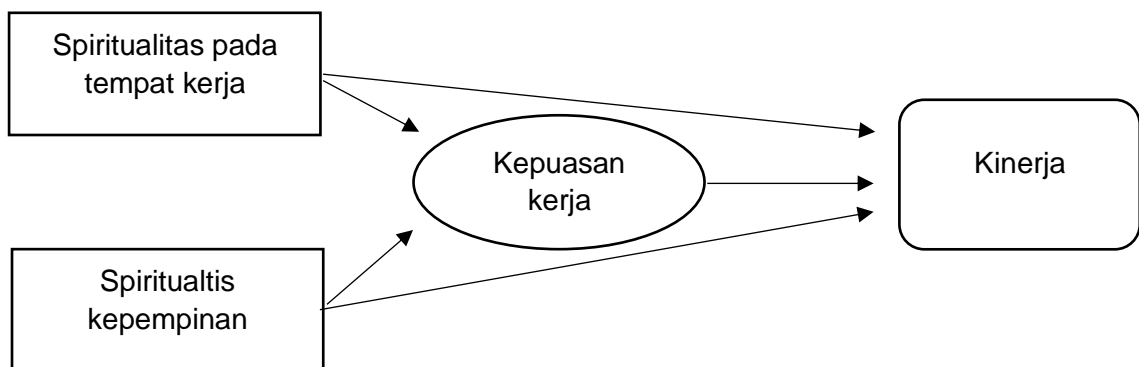 Spiritualitas pada
tempat kerja
Kepuasan
kerja
Kinerja
Spiritualtis
kepempinan